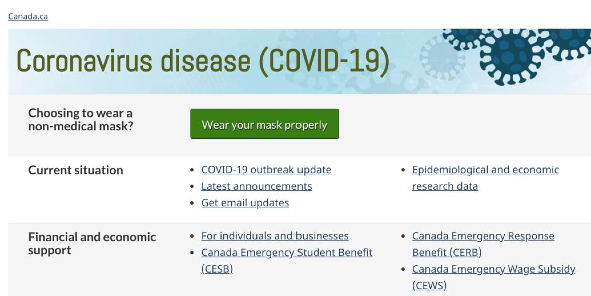 Canada.ca
Coronavirus disease (COVID-19)
Choosing to wear a
non-medical mask?
Wear your mask properly
Current situation
COVID-19 outbreak update
Latest announcements
Get email updates
Epidemiological and economic
research data
Financial and economic
support
For individuals and businesses
Canada Emergency Student Benefit
(CESB)
Canada Emergency Response
Benefit (CERB)
Canada Emergency Wage Subsidy
(CEWS)